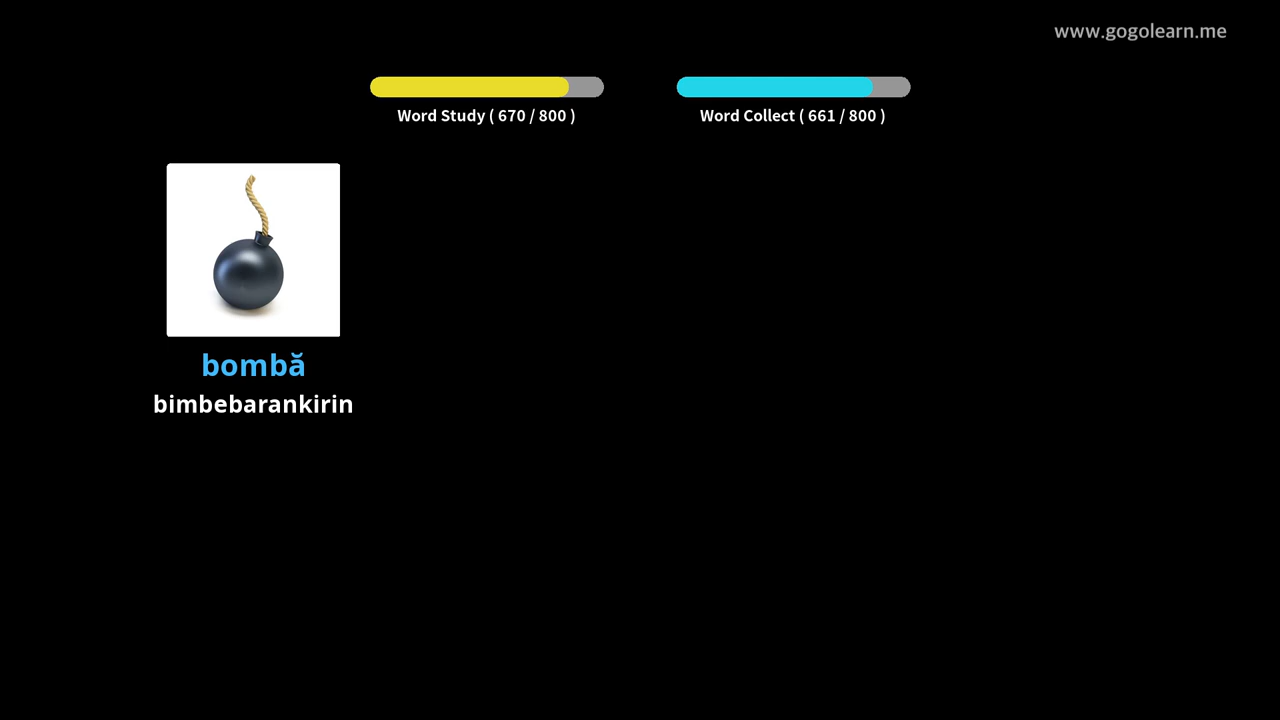 www.gogolearn.me
Word Study ( 670 / 800 )
Word Collect ( 661 / 800 )
bombă
bimbebarankirin